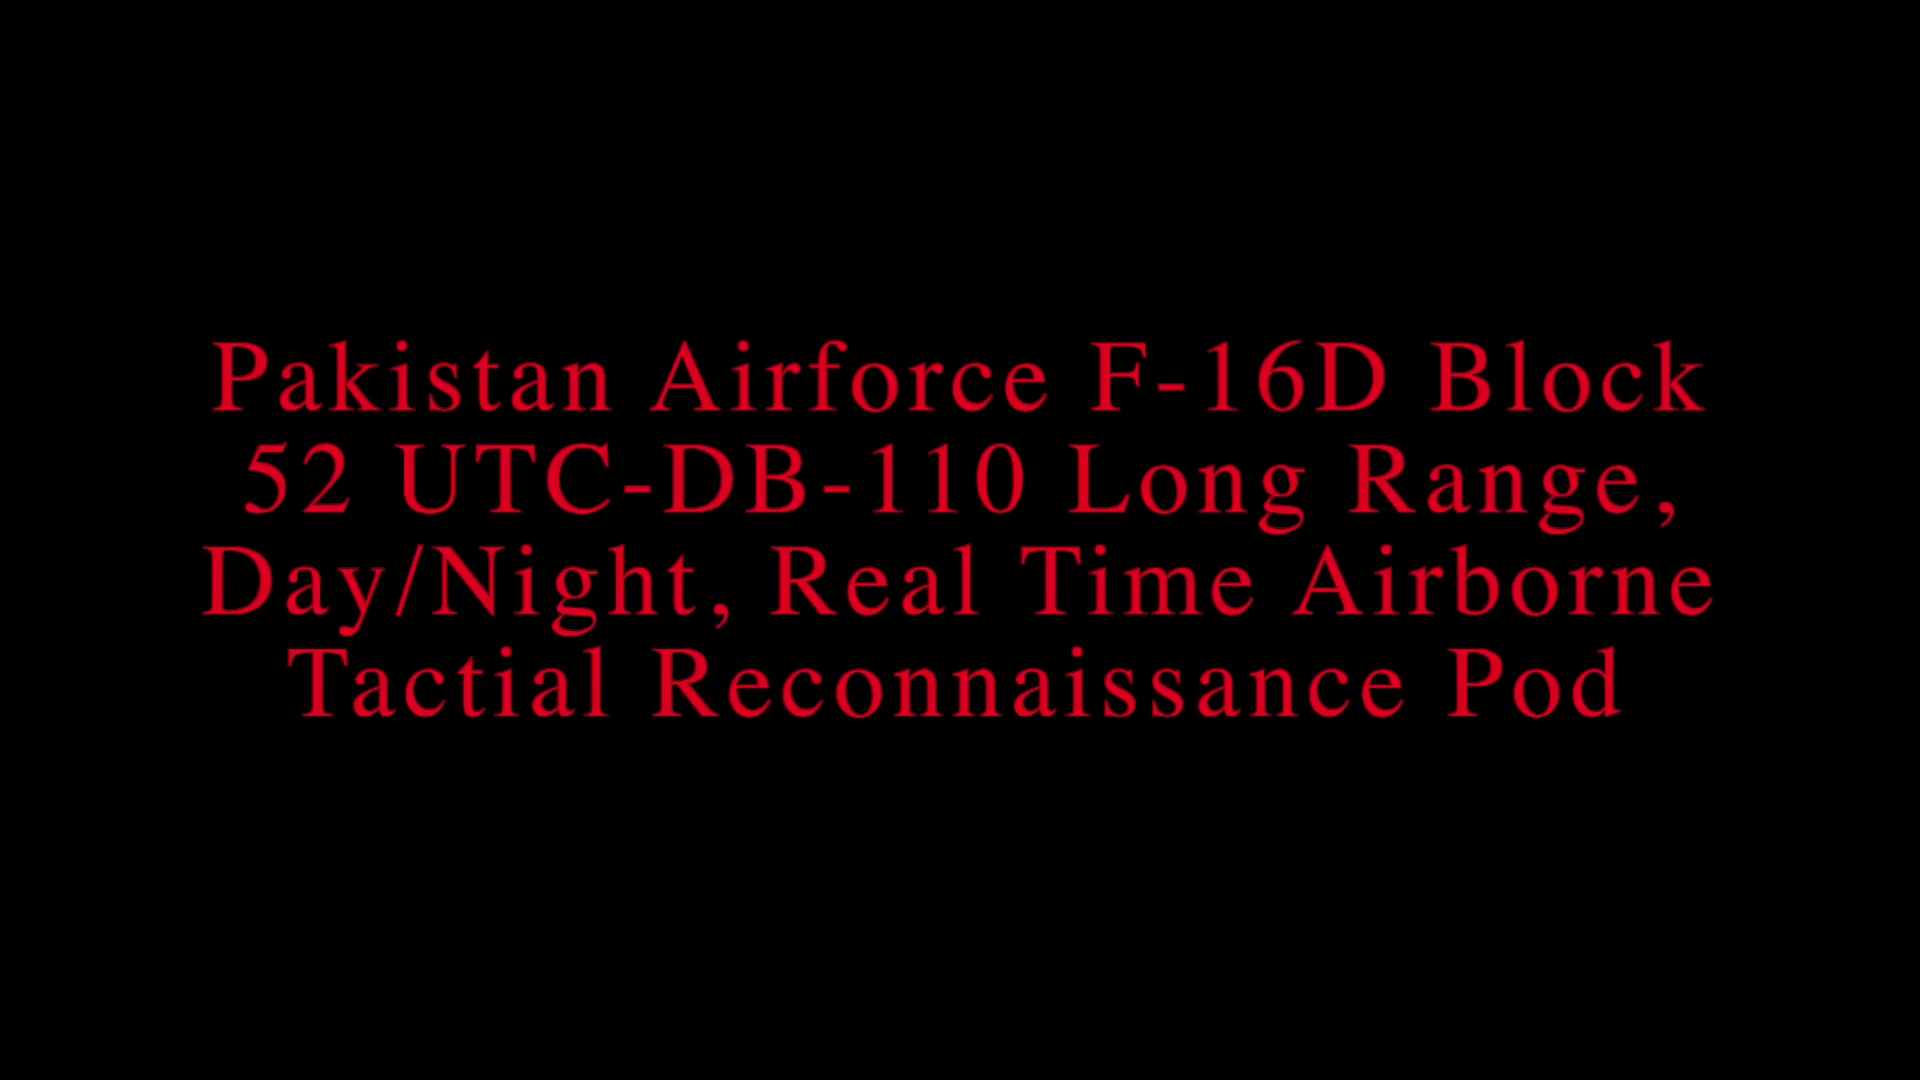 Pakistan Airforce F-16D Block
52 UTC-DB-110 Long Range,
Day/Night, Real Time Airborne
Tactial Reconnaissance Pod